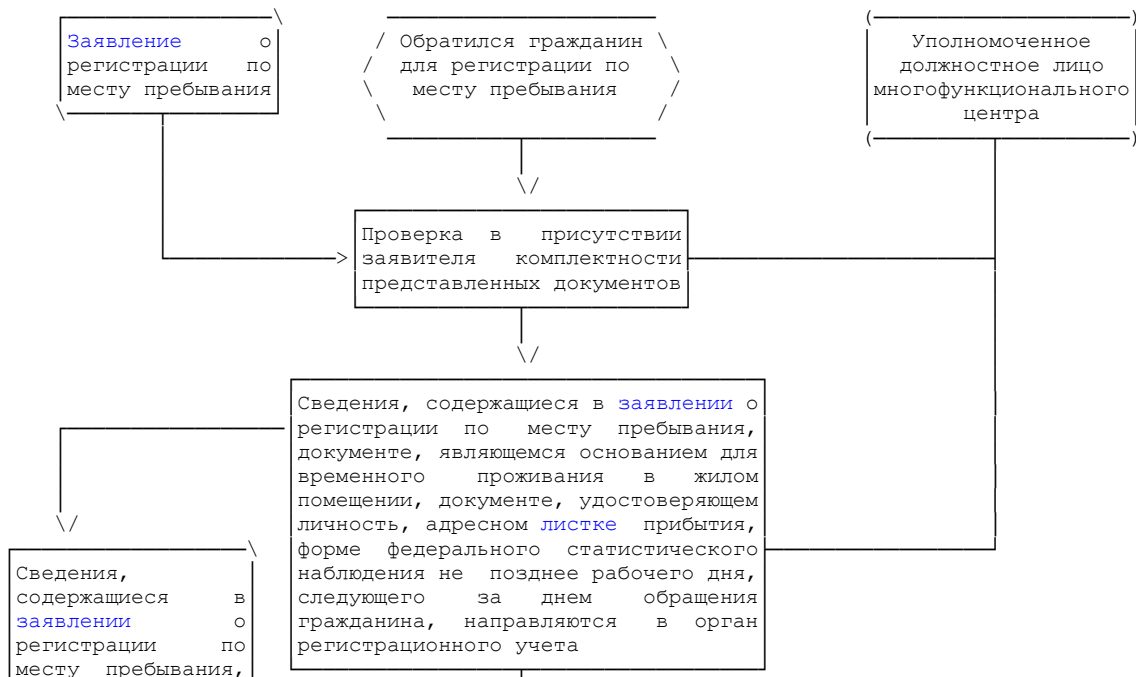 Заявление о
регистрации по
месту пребывания
Обратился гражданин
для регистрации по
месту пребывания
Уполномоченное
должностное лицо
многофункционального
центра
Проверка в присутствии
заявителя комплектности
представленных документов
Сведения, содержащиеся в заявлении о
регистрации по месту пребывания,
документе, являющемся основанием для
временного проживания в жилом
помещении, документе, удостоверяющем
личность, адресном листке прибытия,
форме федерального статистического
наблюдения не позднее рабочего дня,
следующего за днем обращения
гражданина, направляются в орган
регистрационного учета
Сведения,
содержащиеся в
заявлении о
регистрации по
месту пребывания,